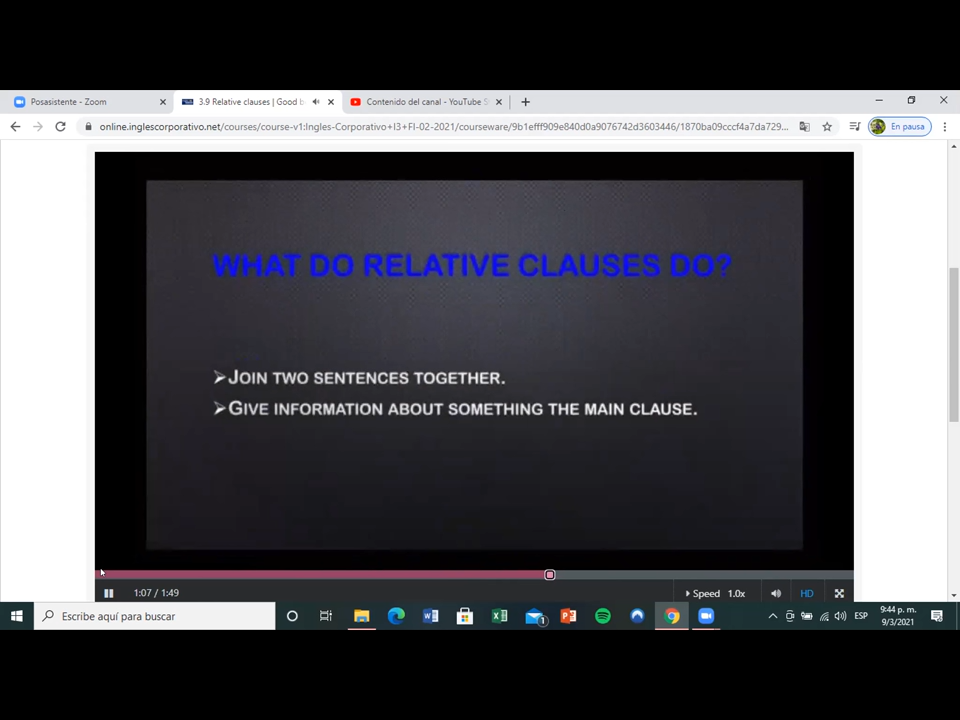 Posasistente - Zoom
3.9 Relative clauses | Good b
Contenido del canal - YouTube S
online.inglescorporativo.net/courses/course-v1:Ingles-Corporativo+I3+FI-02-2021/courseware/9b1efff909e840d0a9076742d3603446/1870ba09cccf4a7da729...
En pausa
WHAT DO RELATIVE CLAUSES DO?
➢JOIN TWO SENTENCES TOGETHER.
➢GIVE INFORMATION ABOUT SOMETHING THE MAIN CLAUSE.
1:07 / 1:49
Speed 1.0x
HD
Escribe aquí para buscar
1
ESP
9:44 p. m.
9/3/2021